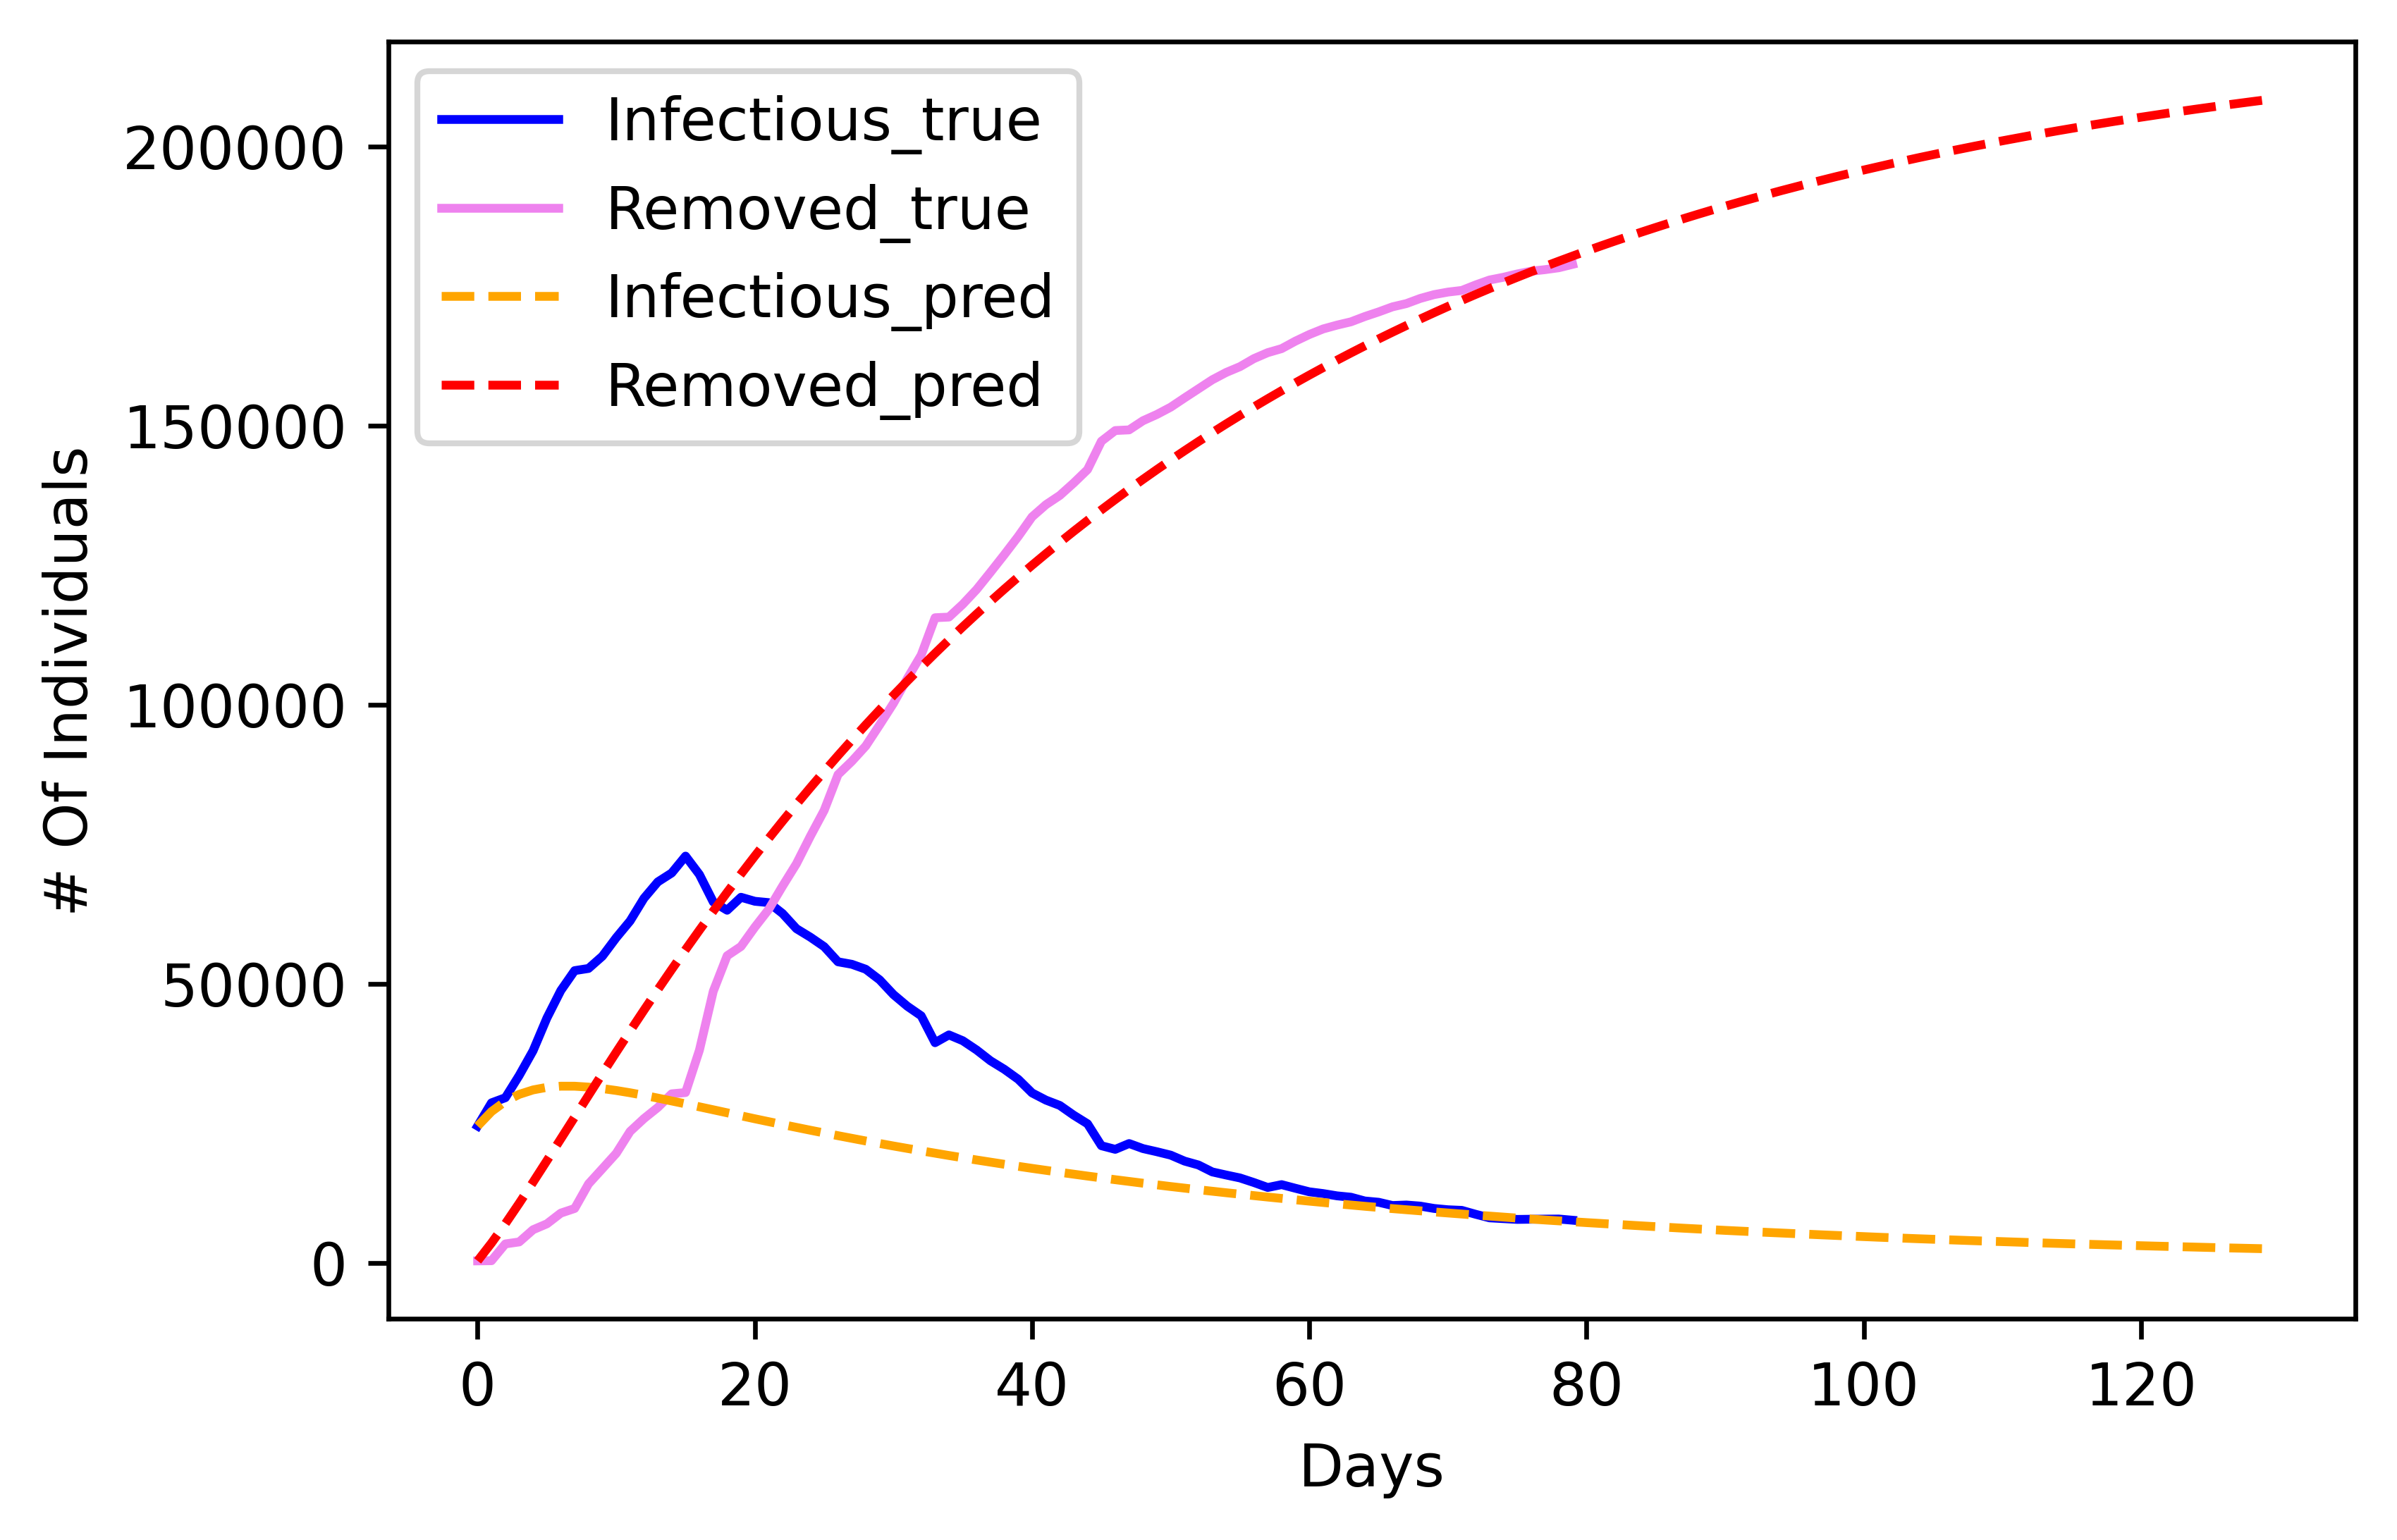 Infectious_true
Removed_true
Infectious_pred
Removed_pred
200000
150000
100000
50000
0
# Of Individuals
0 20 40 60 80 100 120
Days